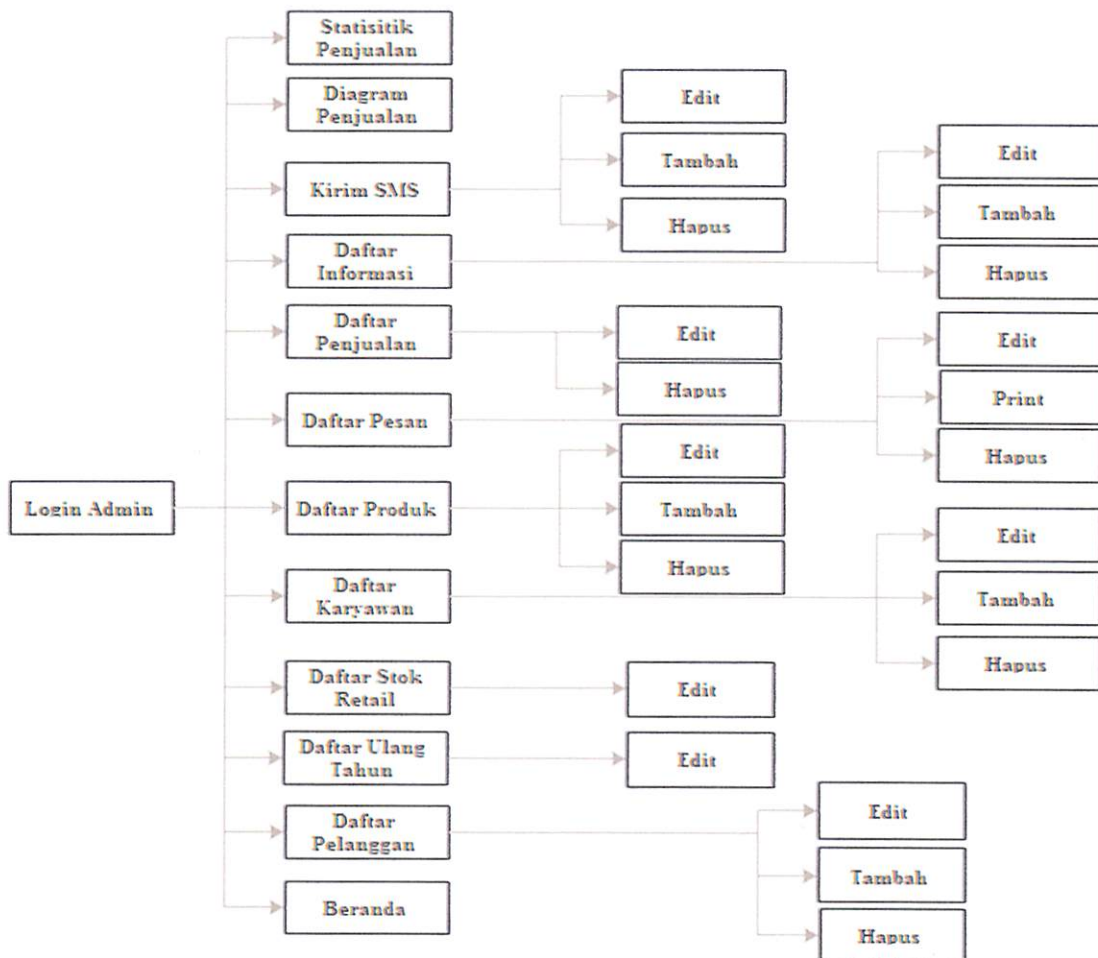 Statisitik
Penjualan
Diagram
Penjualan
Kirim SMS
Edit
Tambah
Hapus
Daftar
Informasi
Edit
Tambah
Hapus
Daftar
Penjualan
Edit
Hapus
Daftar Pesan
Edit
Print
Hapus
Login Admin
Daftar Produk
Edit
Tambah
Hapus
Daftar
Karyawan
Edit
Tambah
Hapus
Daftar Stok
Retail
Edit
Daftar Ulang
Tahun
Edit
Daftar
Pelanggan
Edit
Tambah
Hapus
Beranda